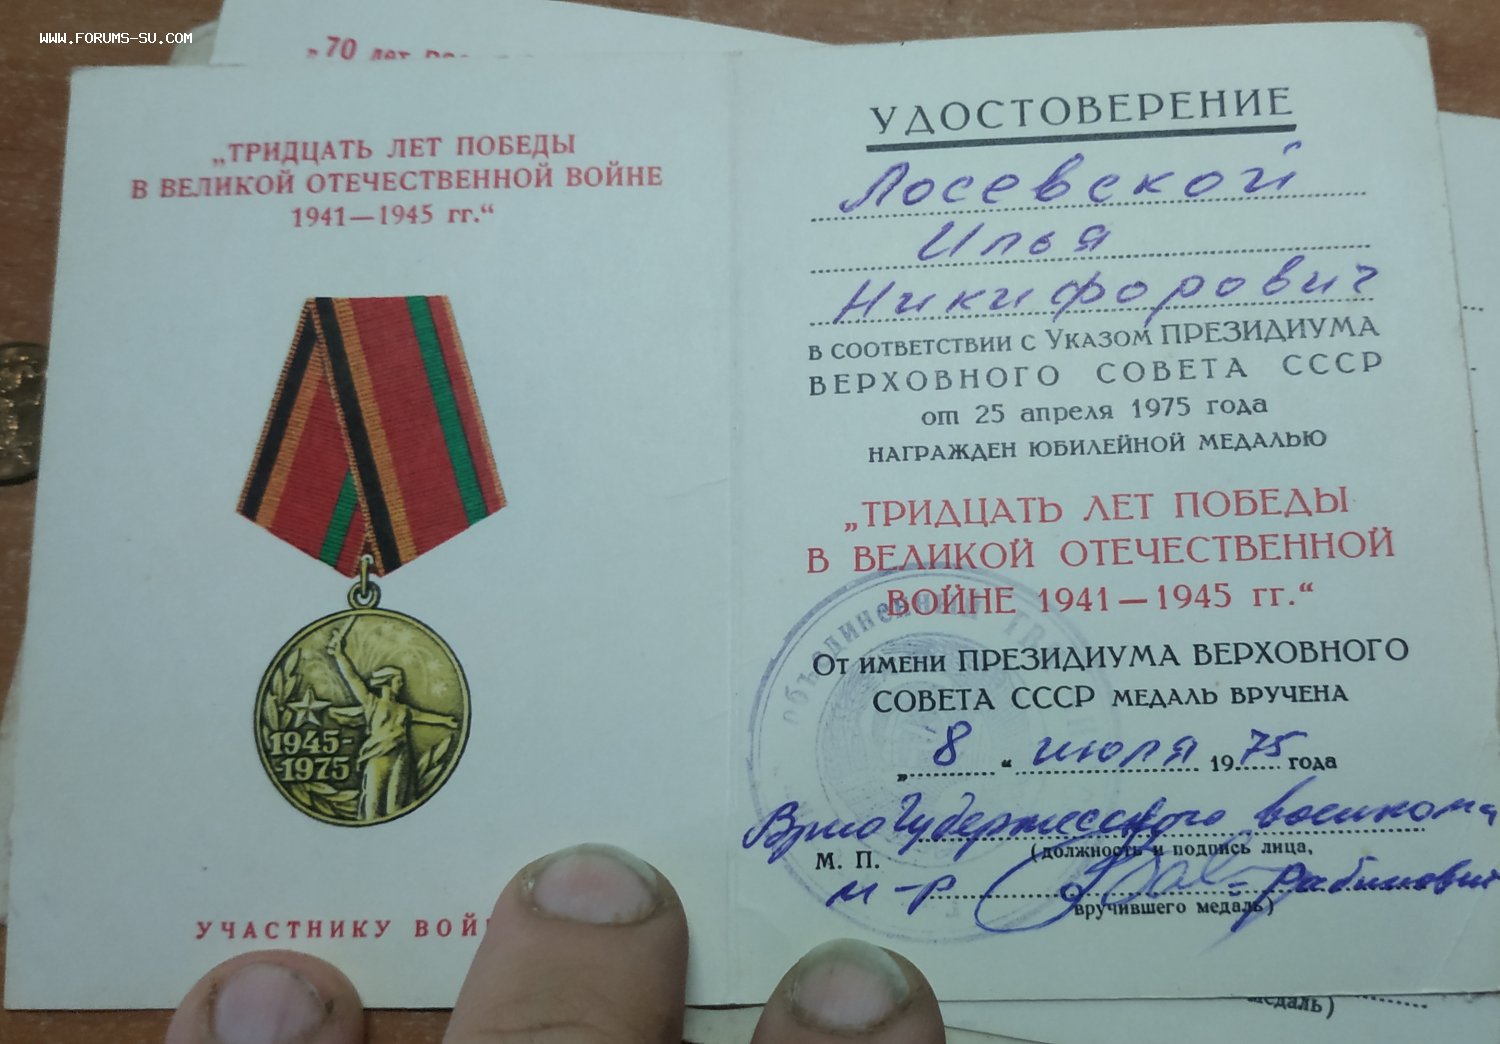 WWW.FORUMS-SU.COM
„70 лет
„ТРИДЦАТЬ ЛЕТ ПОБЕДЫ
В ВЕЛИКОЙ ОТЕЧЕСТВЕННОЙ ВОЙНЕ
1941—1945 гг.“
1945-
1975
УЧАСТНИКУ ВОЙ
УДОСТОВЕРЕНИЕ
Лосевской
Илья
Никифорович
В СООТВЕТСТВИИ С УКАЗОМ ПРЕЗИДИУМА
ВЕРХОВНОГО СОВЕТА СССР
от 25 апреля 1975 года
НАГРАЖДЕН ЮБИЛЕЙНОЙ МЕДАЛЬЮ
„ТРИДЦАТЬ ЛЕТ ПОБЕДЫ
В ВЕЛИКОЙ ОТЕЧЕСТВЕННОЙ
ВОЙНЕ 1941—1945 гг.“
ОТ ИМЕНИ ПРЕЗИДИУМА ВЕРХОВНОГО
СОВЕТА СССР МЕДАЛЬ ВРУЧЕНА
„8“ июля 1975 года
Врио военкома
М. П. (должность и подпись лица,
м-р Рабинович
вручившего медаль)
объединенный
медаль)